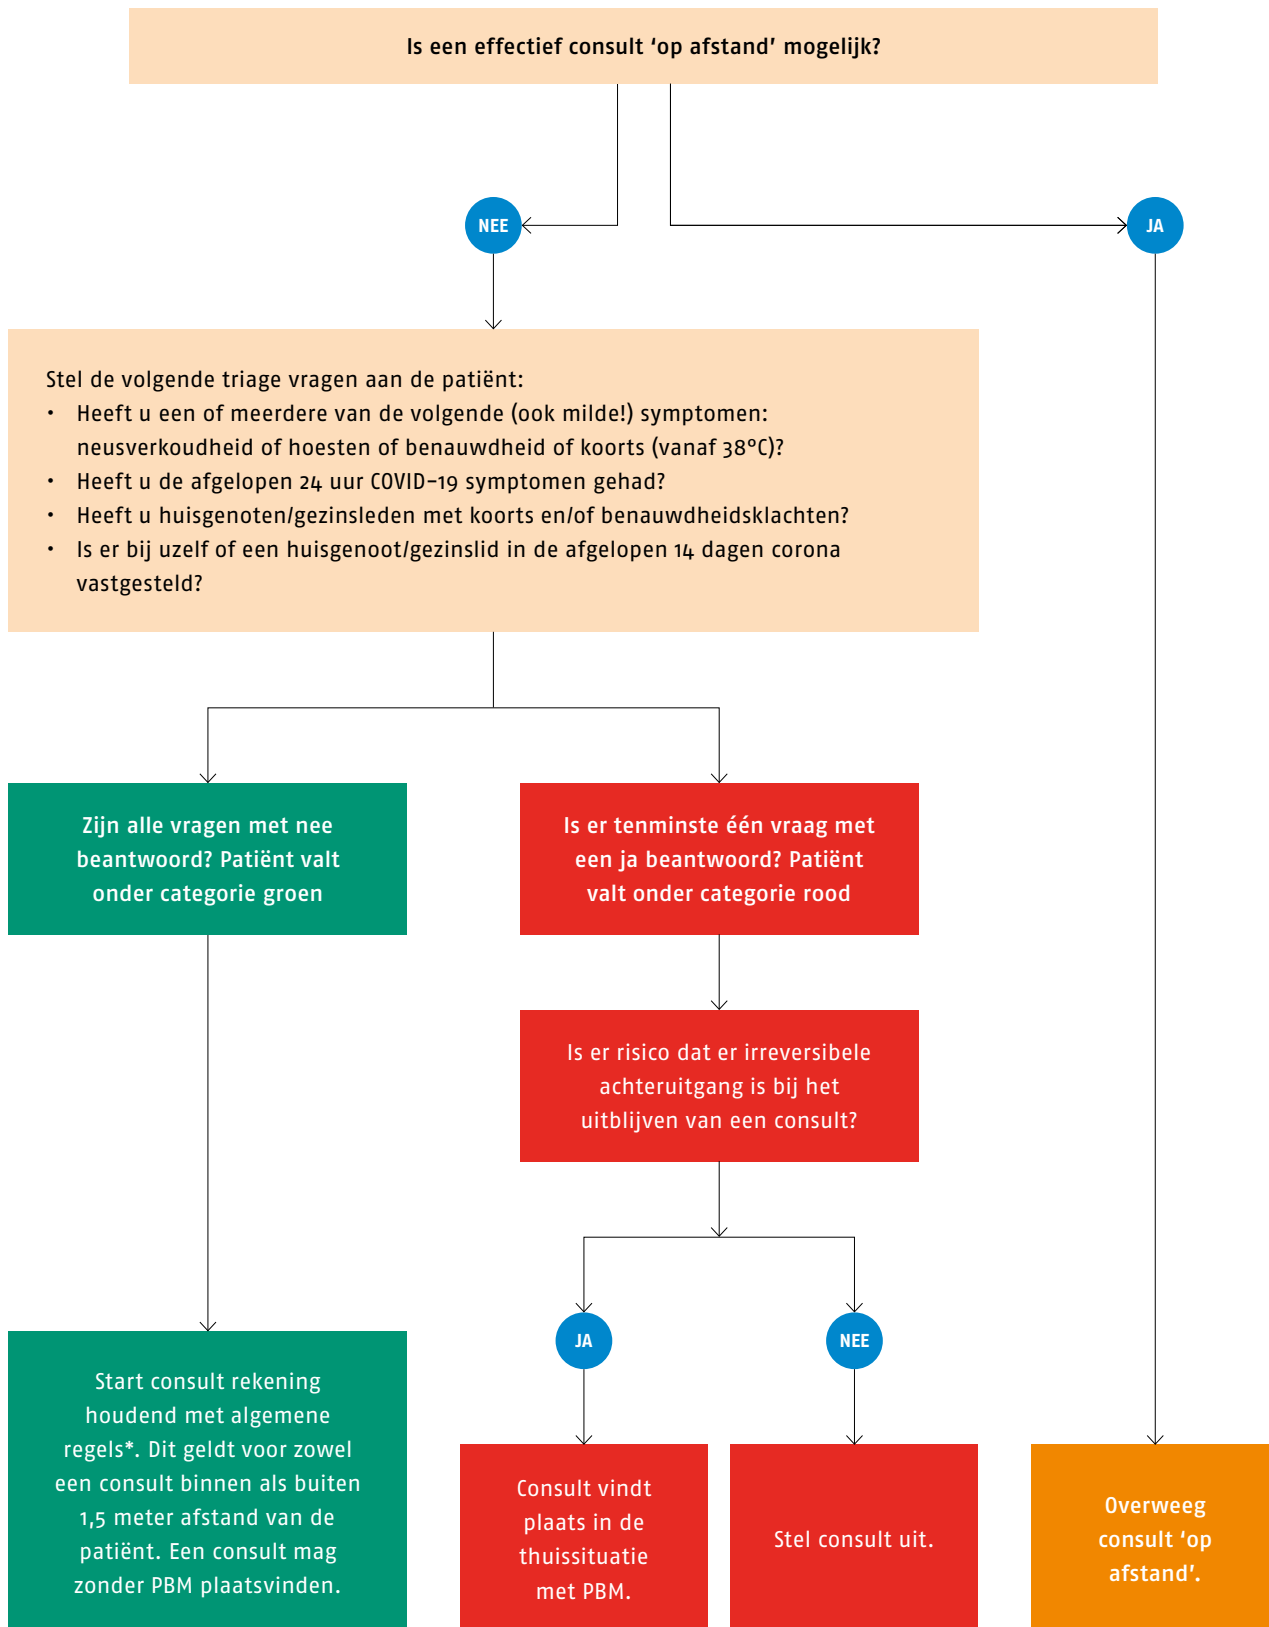 Is een effectief consult ‘op afstand’ mogelijk?
NEE
JA
Stel de volgende triage vragen aan de patiënt:
• Heeft u een of meerdere van de volgende (ook milde!) symptomen:
neusverkoudheid of hoesten of benauwdheid of koorts (vanaf 38°C)?
• Heeft u de afgelopen 24 uur COVID-19 symptomen gehad?
• Heeft u huisgenoten/gezinsleden met koorts en/of benauwdheidsklachten?
• Is er bij uzelf of een huisgenoot/gezinslid in de afgelopen 14 dagen corona
vastgesteld?
Zijn alle vragen met nee
beantwoord? Patiënt valt
onder categorie groen
Is er tenminste één vraag met
een ja beantwoord? Patiënt
valt onder categorie rood
Is er risico dat er irreversibele
achteruitgang is bij het
uitblijven van een consult?
JA
NEE
Start consult rekening
houdend met algemene
regels*. Dit geldt voor zowel
een consult binnen als buiten
1,5 meter afstand van de
patiënt. Een consult mag
zonder PBM plaatsvinden.
Consult vindt
plaats in de
thuissituatie
met PBM.
Stel consult uit.
Overweeg
consult ‘op
afstand’.